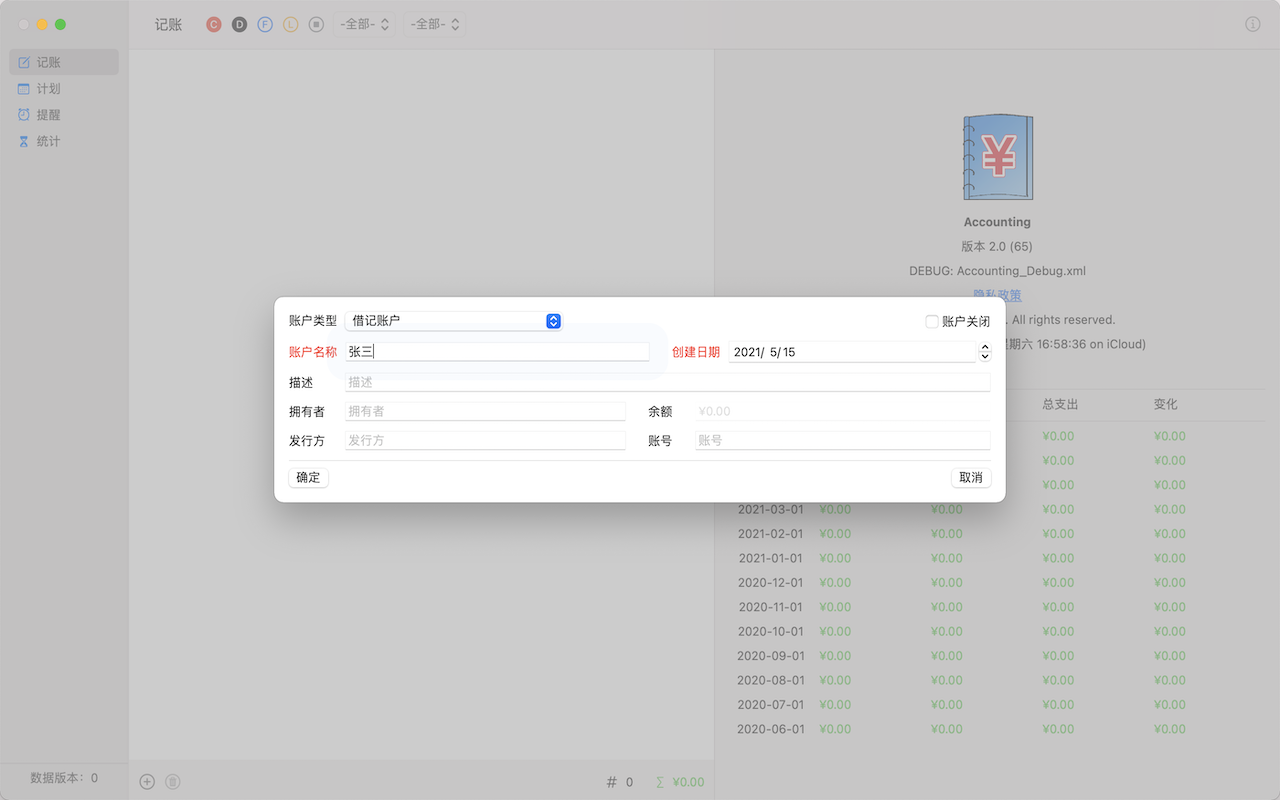 记账 C D F L -全部- -全部-
记账
计划
提醒
统计
¥
Accounting
版本 2.0 (65)
DEBUG: Accounting_Debug.xml
隐私政策
. All rights reserved.
期六 16:58:36 on iCloud)
账户类型 借记账户 账户关闭
账户名称 张三 创建日期 2021/ 5/15
描述 描述
拥有者 拥有者 余额 ¥0.00
发行方 发行方 账号 账号
确定 取消
总支出 变化
¥0.00 ¥0.00
¥0.00 ¥0.00
¥0.00 ¥0.00
2021-03-01 ¥0.00 ¥0.00 ¥0.00 ¥0.00
2021-02-01 ¥0.00 ¥0.00 ¥0.00 ¥0.00
2021-01-01 ¥0.00 ¥0.00 ¥0.00 ¥0.00
2020-12-01 ¥0.00 ¥0.00 ¥0.00 ¥0.00
2020-11-01 ¥0.00 ¥0.00 ¥0.00 ¥0.00
2020-10-01 ¥0.00 ¥0.00 ¥0.00 ¥0.00
2020-09-01 ¥0.00 ¥0.00 ¥0.00 ¥0.00
2020-08-01 ¥0.00 ¥0.00 ¥0.00 ¥0.00
2020-07-01 ¥0.00 ¥0.00 ¥0.00 ¥0.00
2020-06-01 ¥0.00 ¥0.00 ¥0.00 ¥0.00
数据版本: 0
# 0 Σ ¥0.00